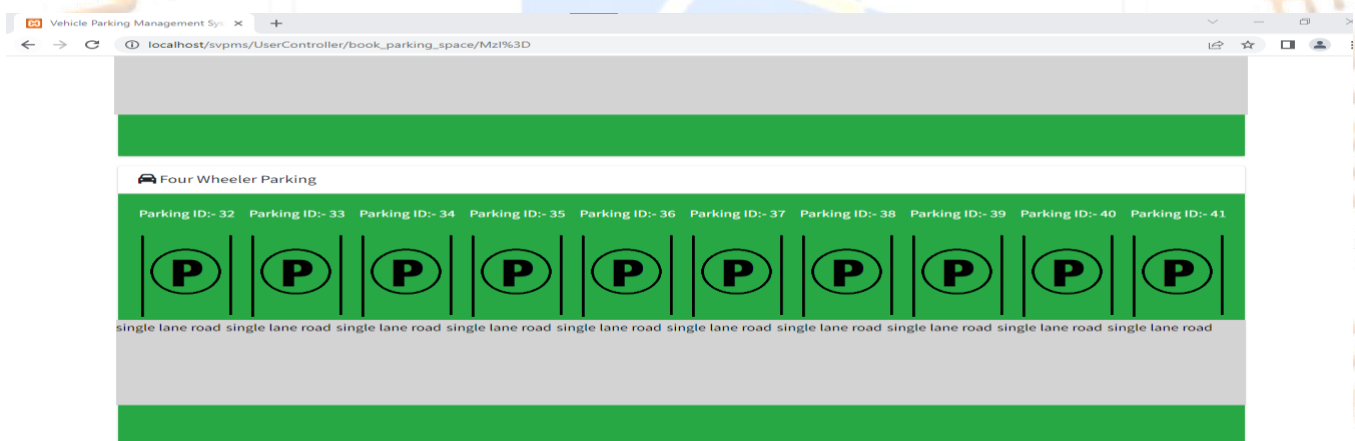 Vehicle Parking Management Sys
localhost/svpms/UserController/book_parking_space/MzI%3D
Four Wheeler Parking
Parking ID:- 32 Parking ID:- 33 Parking ID:- 34 Parking ID:- 35 Parking ID:- 36 Parking ID:- 37 Parking ID:- 38 Parking ID:- 39 Parking ID:- 40 Parking ID:- 41
P P P P P P P P P P
single lane road single lane road single lane road single lane road single lane road single lane road single lane road single lane road single lane road single lane road